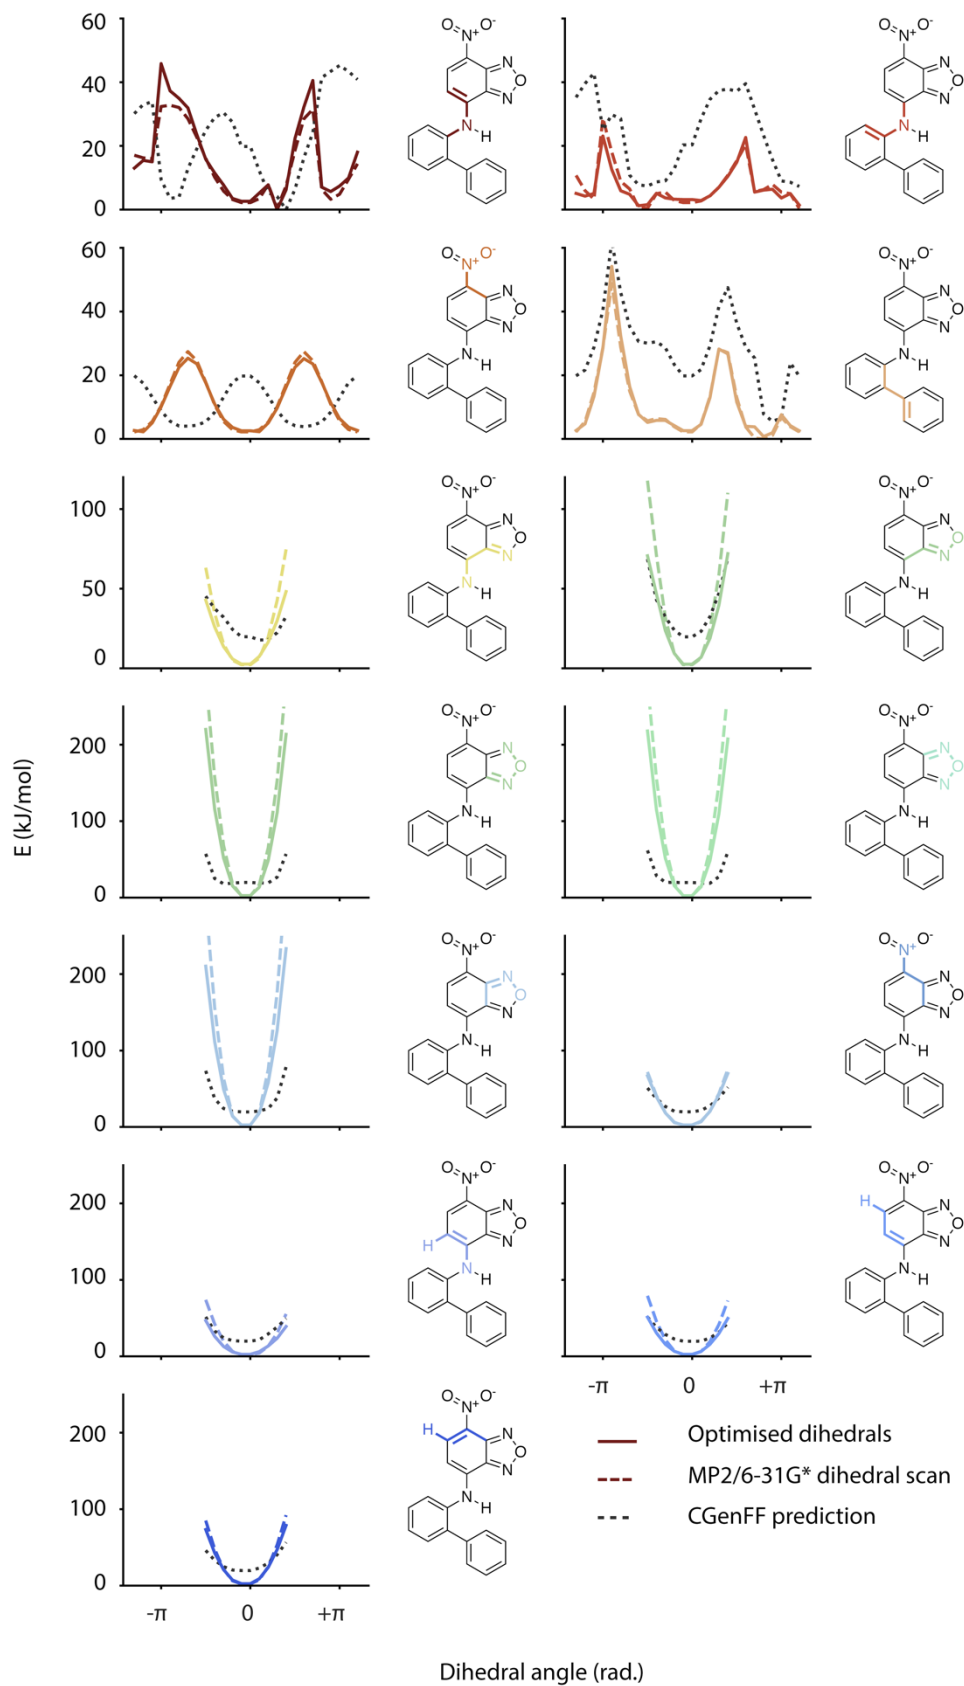 60
40
20
0
O N+ O-
N
O
N
N H
O N+ O-
N
O
N
N H
60
40
20
0
O N+ O-
N
O
N
N H
O N+ O-
N
O
N
N H
100
50
0
O N+ O-
N
O
N
N H
O N+ O-
N
O
N
N H
E (kJ/mol)
200
100
0
O N+ O-
N
O
N
N H
O N+ O-
N
O
N
N H
200
100
0
O N+ O-
N
O
N
N H
O N+ O-
N
O
N
N H
200
100
0
O N+ O-
N
O
H N
N H
O N+ O-
H N
O
N
N H
-π 0 +π
200
100
0
O N+ O-
H N
O
N
N H
-π 0 +π
Optimised dihedrals
MP2/6-31G* dihedral scan
CGenFF prediction
Dihedral angle (rad.)